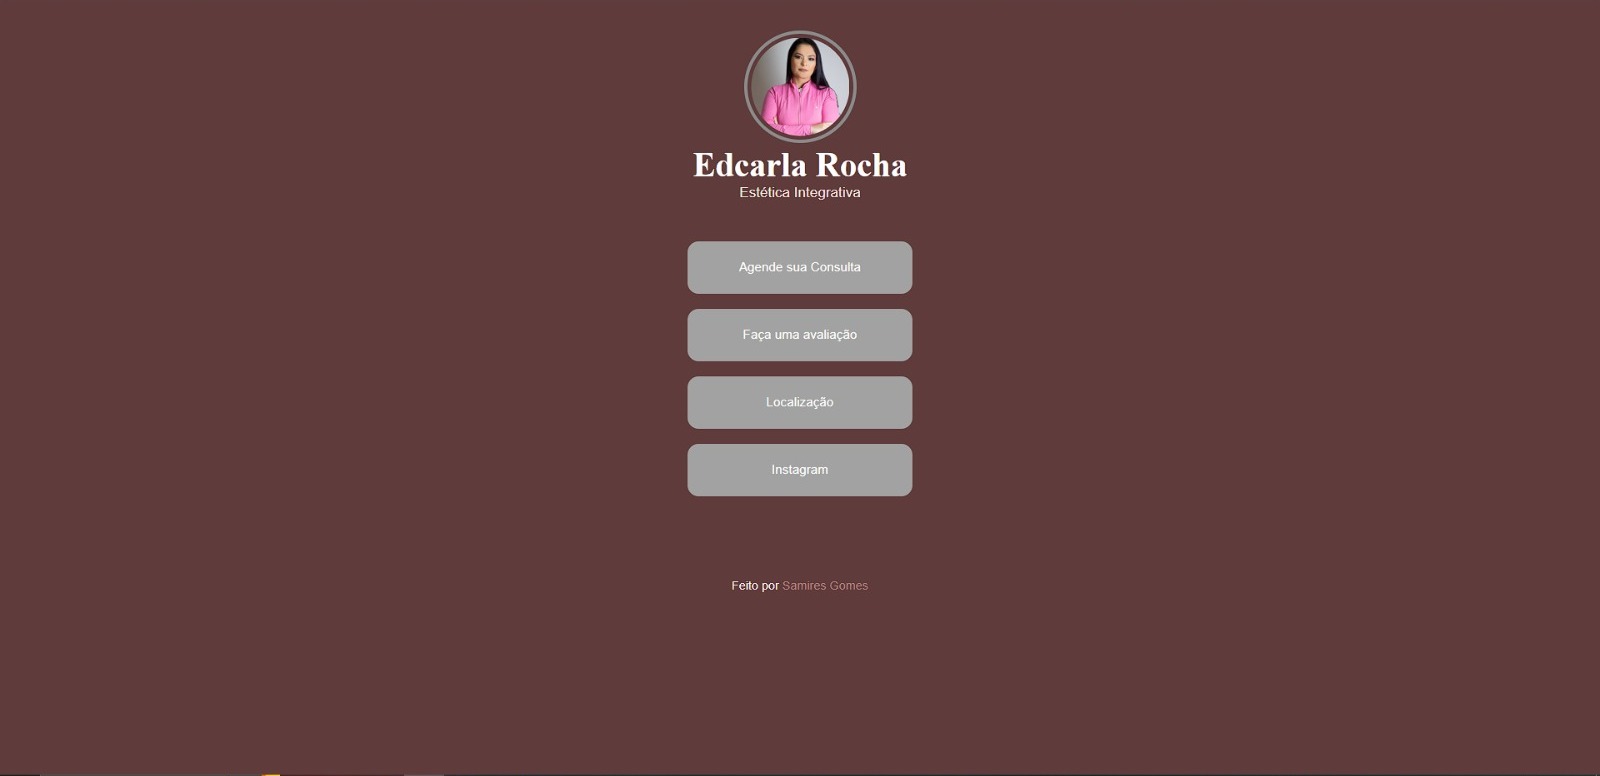 Edcarla Rocha
Estética Integrativa
Agende sua Consulta
Faça uma avaliação
Localização
Instagram
Feito por Samires Gomes